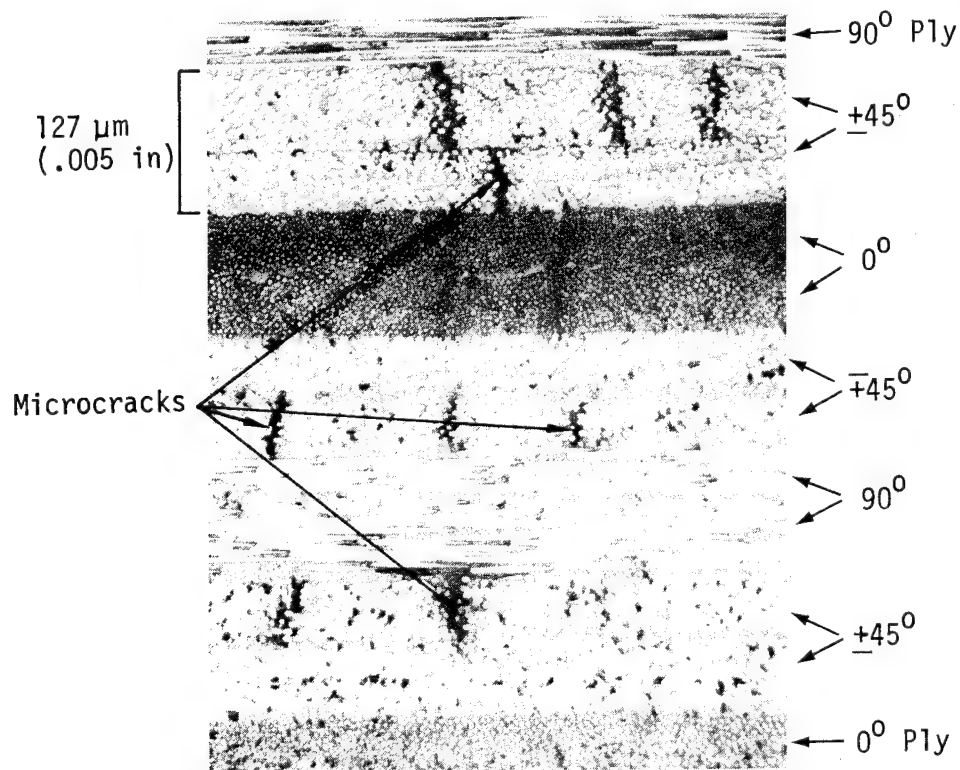 90° Ply
127 μm
(.005 in)
±45°
0°
∓45°
Microcracks
90°
±45°
0° Ply